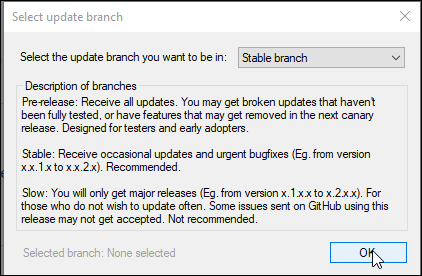 Select update branch
Select the update branch you want to be in:
Stable branch
Description of branches
Pre-release: Receive all updates. You may get broken updates that haven't
been fully tested, or have features that may get removed in the next canary
release. Designed for testers and early adopters.
Stable: Receive occasional updates and urgent bugfixes (Eg. from version
x.x.1.x to x.x.2.x). Recommended.
Slow: You will only get major releases (Eg. from version x.1.x.x to x.2.x.x). For
those who do not wish to update often. Some issues sent on GitHub using this
release may not get accepted. Not recommended.
Selected branch: None selected
OK